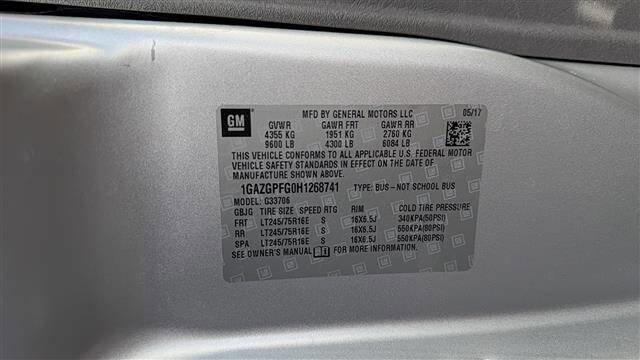 GM
MFD BY GENERAL MOTORS LLC 05/17
GVWR GAWR FRT GAWR RR
4355 KG 1951 KG 2760 KG
9600 LB 4300 LB 6084 LB
THIS VEHICLE CONFORMS TO ALL APPLICABLE U.S. FEDERAL MOTOR
VEHICLE SAFETY STANDARDS IN EFFECT ON THE DATE OF
MANUFACTURE SHOWN ABOVE.
1GAZGPFG0H1268741 TYPE: BUS – NOT SCHOOL BUS
MODEL: G33706
GBJG TIRE SIZE SPEED RTG RIM COLD TIRE PRESSURE
FRT LT245/75R16E S 16X6.5J 340KPA(50PSI)
RR LT245/75R16E S 16X6.5J 550KPA(80PSI)
SPA LT245/75R16E S 16X6.5J 550KPA(80PSI)
SEE OWNER'S MANUAL FOR MORE INFORMATION.